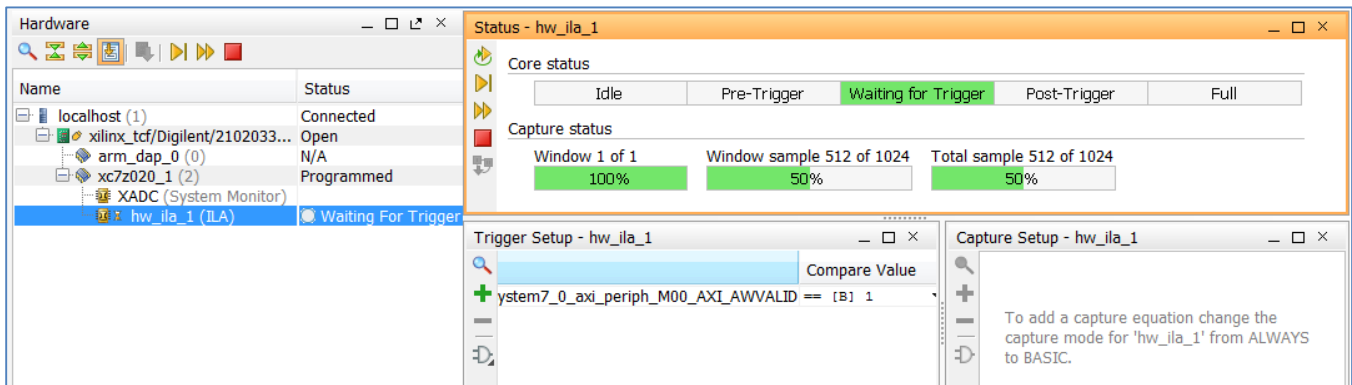 Hardware
Name Status
localhost (1) Connected
xilinx_tcf/Digilent/2102033... Open
arm_dap_0 (0) N/A
xc7z020_1 (2) Programmed
XADC (System Monitor)
hw_ila_1 (ILA) Waiting For Trigger
Status - hw_ila_1
Core status
Idle Pre-Trigger Waiting for Trigger Post-Trigger Full
Capture status
Window 1 of 1 Window sample 512 of 1024 Total sample 512 of 1024
100% 50% 50%
Trigger Setup - hw_ila_1
Compare Value
ystem7_0_axi_periph_M00_AXI_AWVALID == [B] 1
Capture Setup - hw_ila_1
To add a capture equation change the
capture mode for 'hw_ila_1' from ALWAYS
to BASIC.